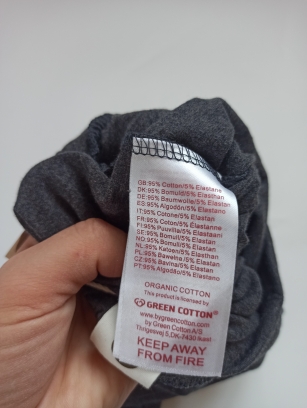 GB:95% Cotton/5% Elastane
DK:95% Bomuld/5% Elasthan
DE:95% Baumwolle/5% Elasthan
ES:95% Algodón/5% Elastano
IT:95% Cotone/5% Elastan
FR:95% Coton/5% Élasthanne
FI:95% Puuvilla/5% Elastaani
SE:95% Bomull/5% Elastan
NO:95% Bomull/5% Elastan
NL:95% Katoen/5% Elasthan
PL:95% Bawełna/5% Elastan
CZ:95% Bavlna/5% Elastan
PT:95% Algodão/5% Elastano
ORGANIC COTTON
This product is licensed by
GREEN COTTON®
www.bygreencotton.com
by Green Cotton A/S
DK-7430 Ikast
KEEP AWAY
FROM FIRE